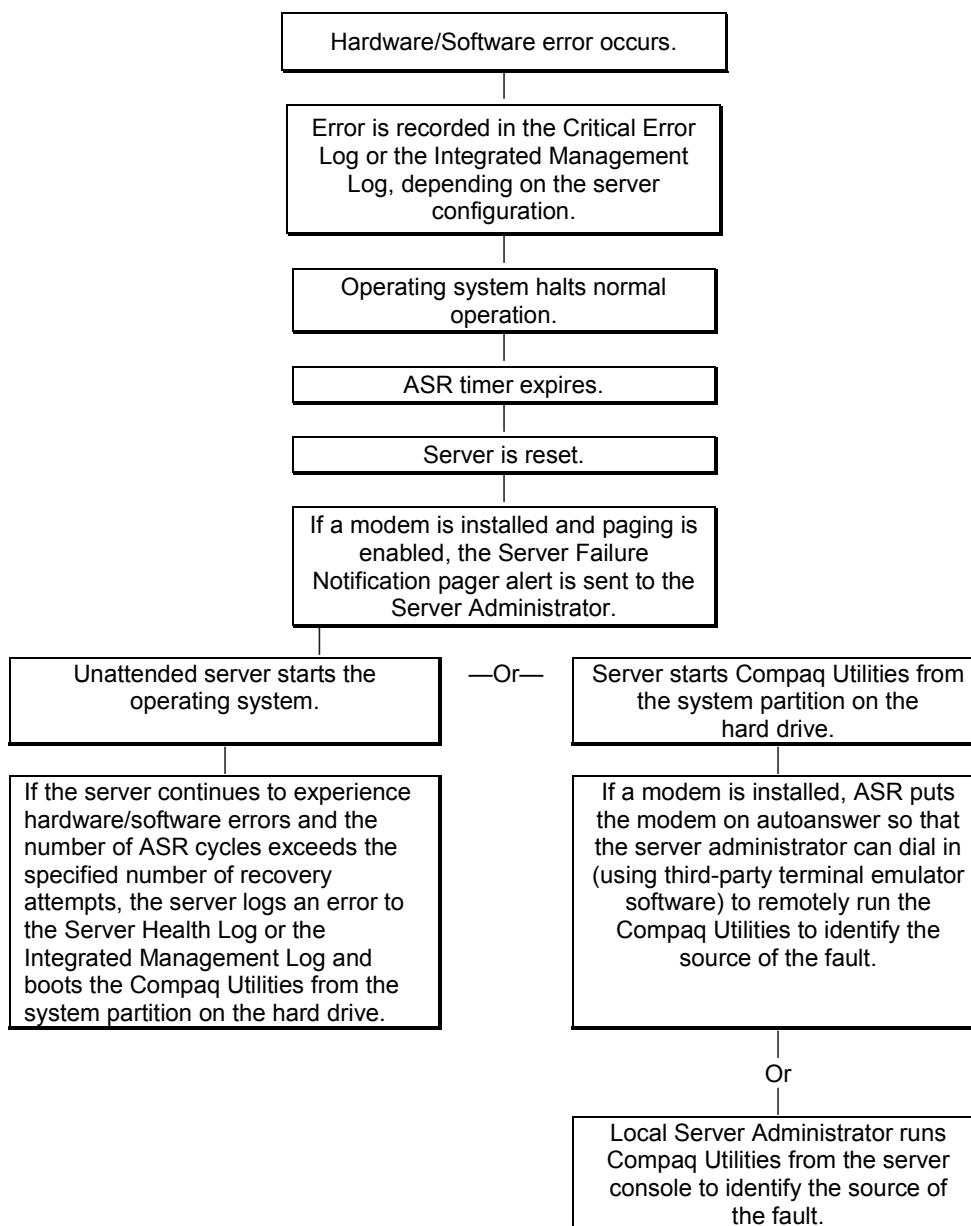 Hardware/Software error occurs.
Error is recorded in the Critical Error
Log or the Integrated Management
Log, depending on the server
configuration.
Operating system halts normal
operation.
ASR timer expires.
Server is reset.
If a modem is installed and paging is
enabled, the Server Failure
Notification pager alert is sent to the
Server Administrator.
Unattended server starts the
operating system.
—Or—
Server starts Compaq Utilities from
the system partition on the
hard drive.
If the server continues to experience
hardware/software errors and the
number of ASR cycles exceeds the
specified number of recovery
attempts, the server logs an error to
the Server Health Log or the
Integrated Management Log and
boots the Compaq Utilities from the
system partition on the hard drive.
If a modem is installed, ASR puts
the modem on autoanswer so that
the server administrator can dial in
(using third-party terminal emulator
software) to remotely run the
Compaq Utilities to identify the
source of the fault.
Or
Local Server Administrator runs
Compaq Utilities from the server
console to identify the source of
the fault.